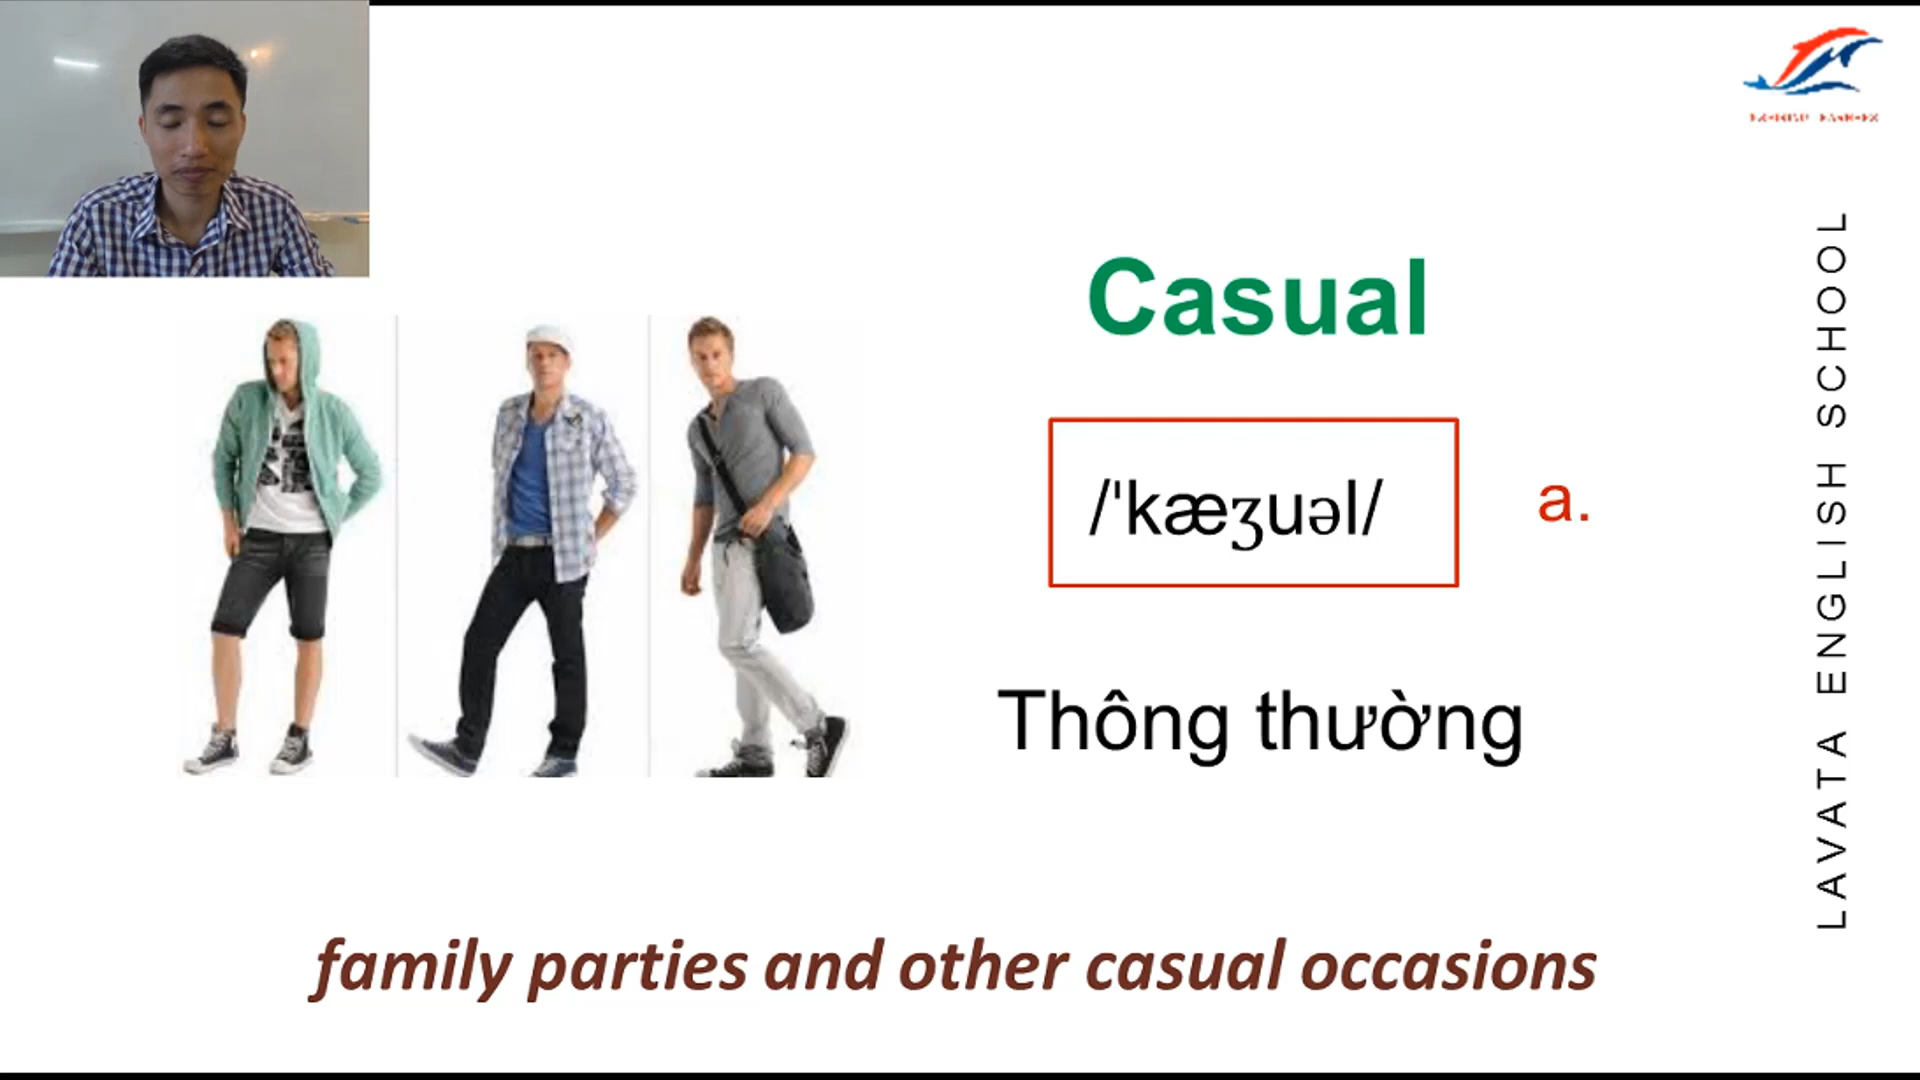 Casual
/'kæʒuəl/
a.
Thông thường
family parties and other casual occasions
LAVATA ENGLISH SCHOOL